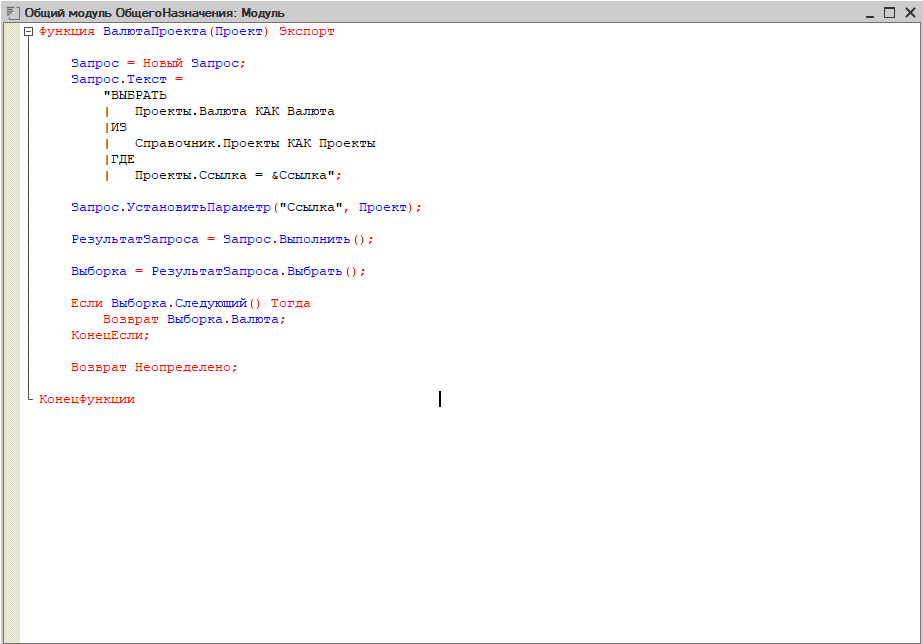 Общий модуль ОбщегоНазначения: Модуль
Функция ВалютаПроекта(Проект) Экспорт
Запрос = Новый Запрос;
Запрос.Текст =
"ВЫБРАТЬ
|   Проекты.Валюта КАК Валюта
|ИЗ
|   Справочник.Проекты КАК Проекты
|ГДЕ
|   Проекты.Ссылка = &Ссылка";
Запрос.УстановитьПараметр("Ссылка", Проект);
РезультатЗапроса = Запрос.Выполнить();
Выборка = РезультатЗапроса.Выбрать();
Если Выборка.Следующий() Тогда
Возврат Выборка.Валюта;
КонецЕсли;
Возврат Неопределено;
КонецФункции